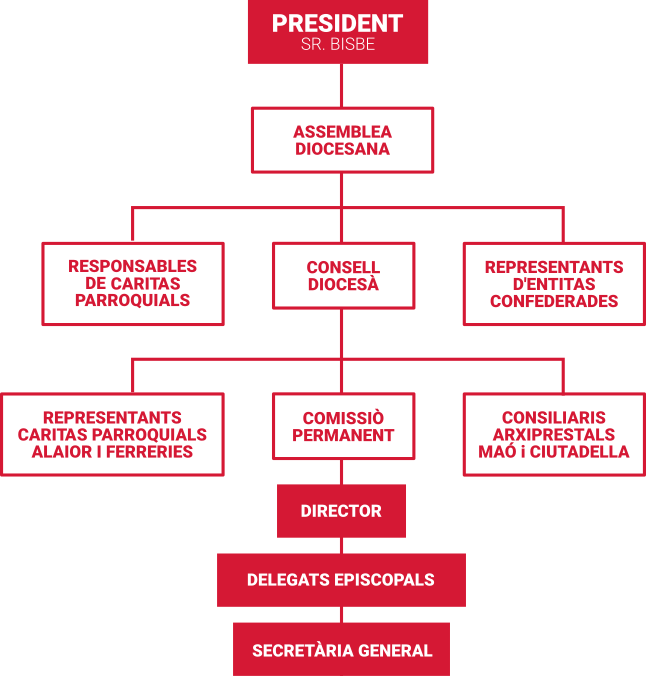 PRESIDENT
SR. BISBE
ASSEMBLEA
DIOCESANA
RESPONSABLES
DE CARITAS
PARROQUIALS
CONSELL
DIOCESÀ
REPRESENTANTS
D'ENTITAS
CONFEDERADES
REPRESENTANTS
CARITAS PARROQUIALS
ALAIOR I FERRERIES
COMISSIÒ
PERMANENT
CONSILIARIS
ARXIPRESTALS
MAÓ i CIUTADELLA
DIRECTOR
DELEGATS EPISCOPALS
SECRETÀRIA GENERAL